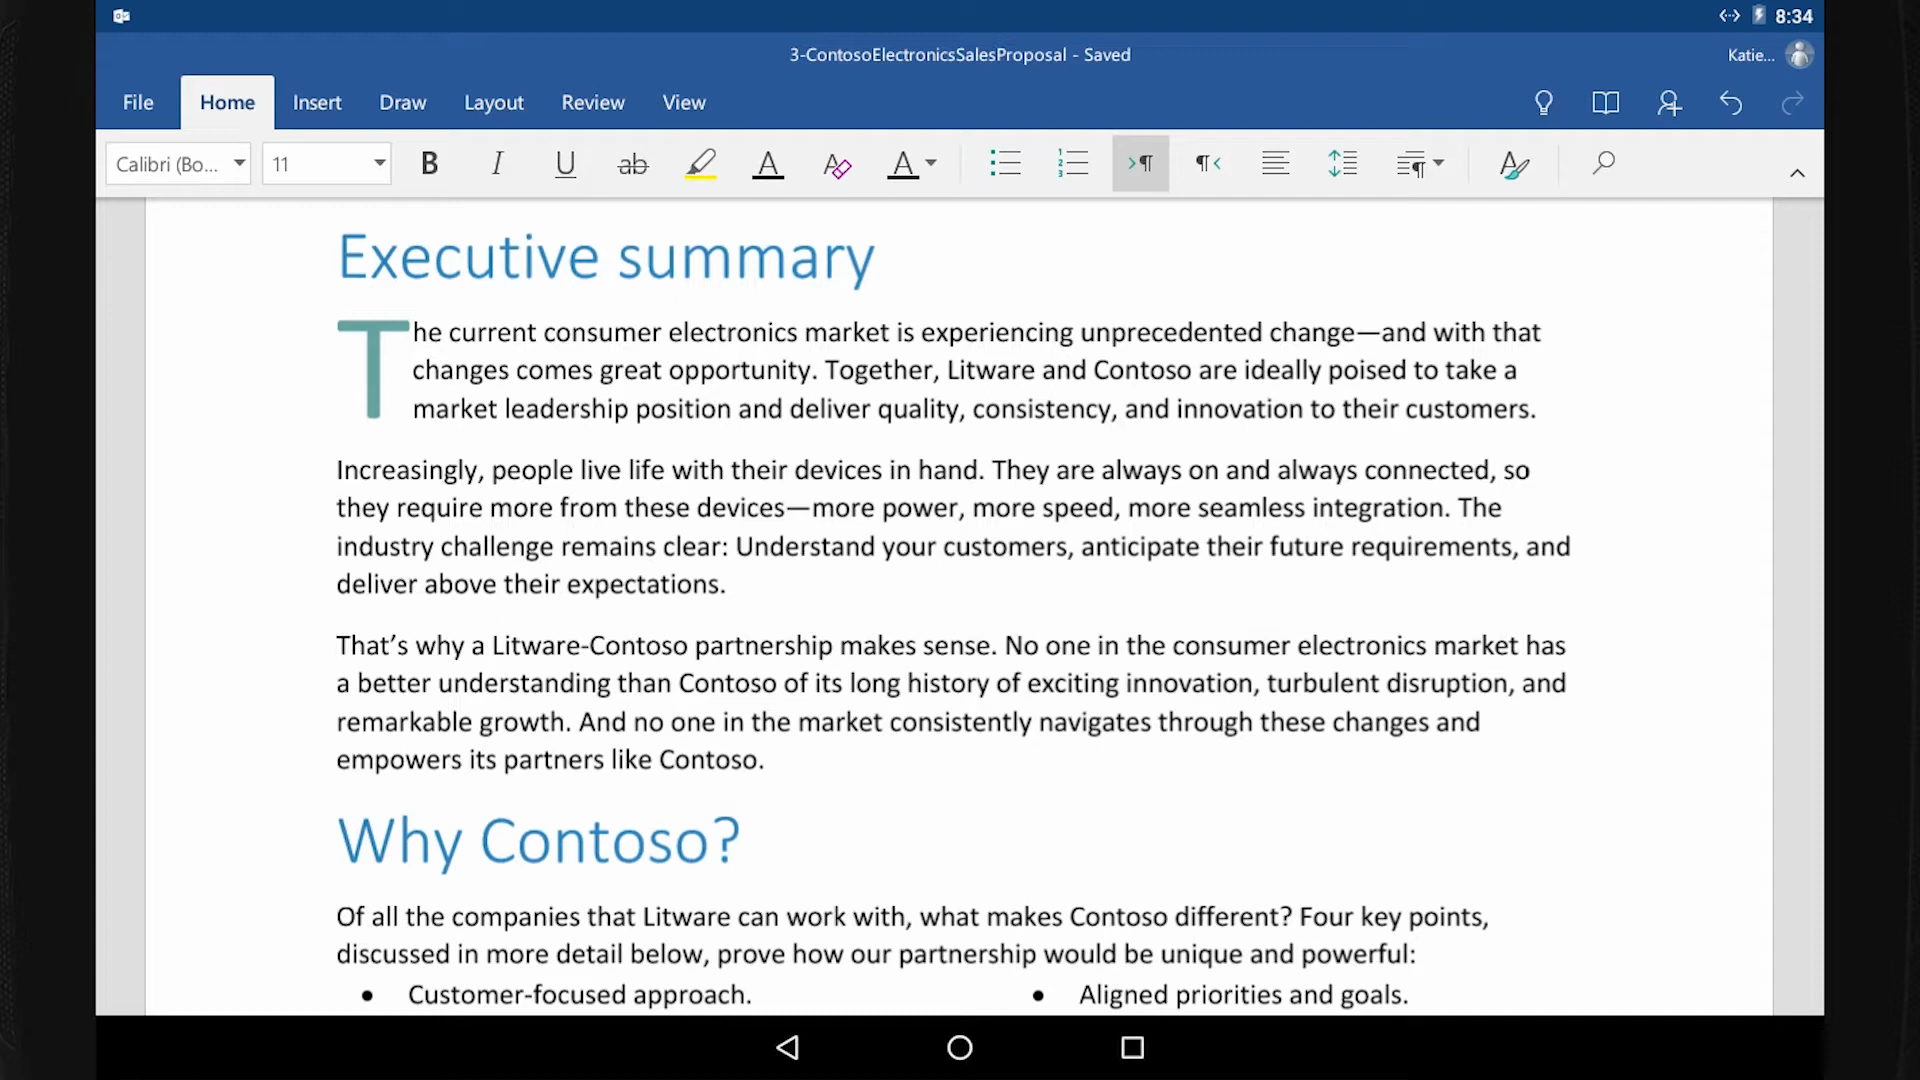 8:34
3-ContosoElectronicsSalesProposal - Saved
Katie...
File Home Insert Draw Layout Review View
Calibri (Bo... 11
Executive summary
The current consumer electronics market is experiencing unprecedented change—and with that
changes comes great opportunity. Together, Litware and Contoso are ideally poised to take a
market leadership position and deliver quality, consistency, and innovation to their customers.
Increasingly, people live life with their devices in hand. They are always on and always connected, so
they require more from these devices—more power, more speed, more seamless integration. The
industry challenge remains clear: Understand your customers, anticipate their future requirements, and
deliver above their expectations.
That’s why a Litware-Contoso partnership makes sense. No one in the consumer electronics market has
a better understanding than Contoso of its long history of exciting innovation, turbulent disruption, and
remarkable growth. And no one in the market consistently navigates through these changes and
empowers its partners like Contoso.
Why Contoso?
Of all the companies that Litware can work with, what makes Contoso different? Four key points,
discussed in more detail below, prove how our partnership would be unique and powerful:
• Customer-focused approach. • Aligned priorities and goals.